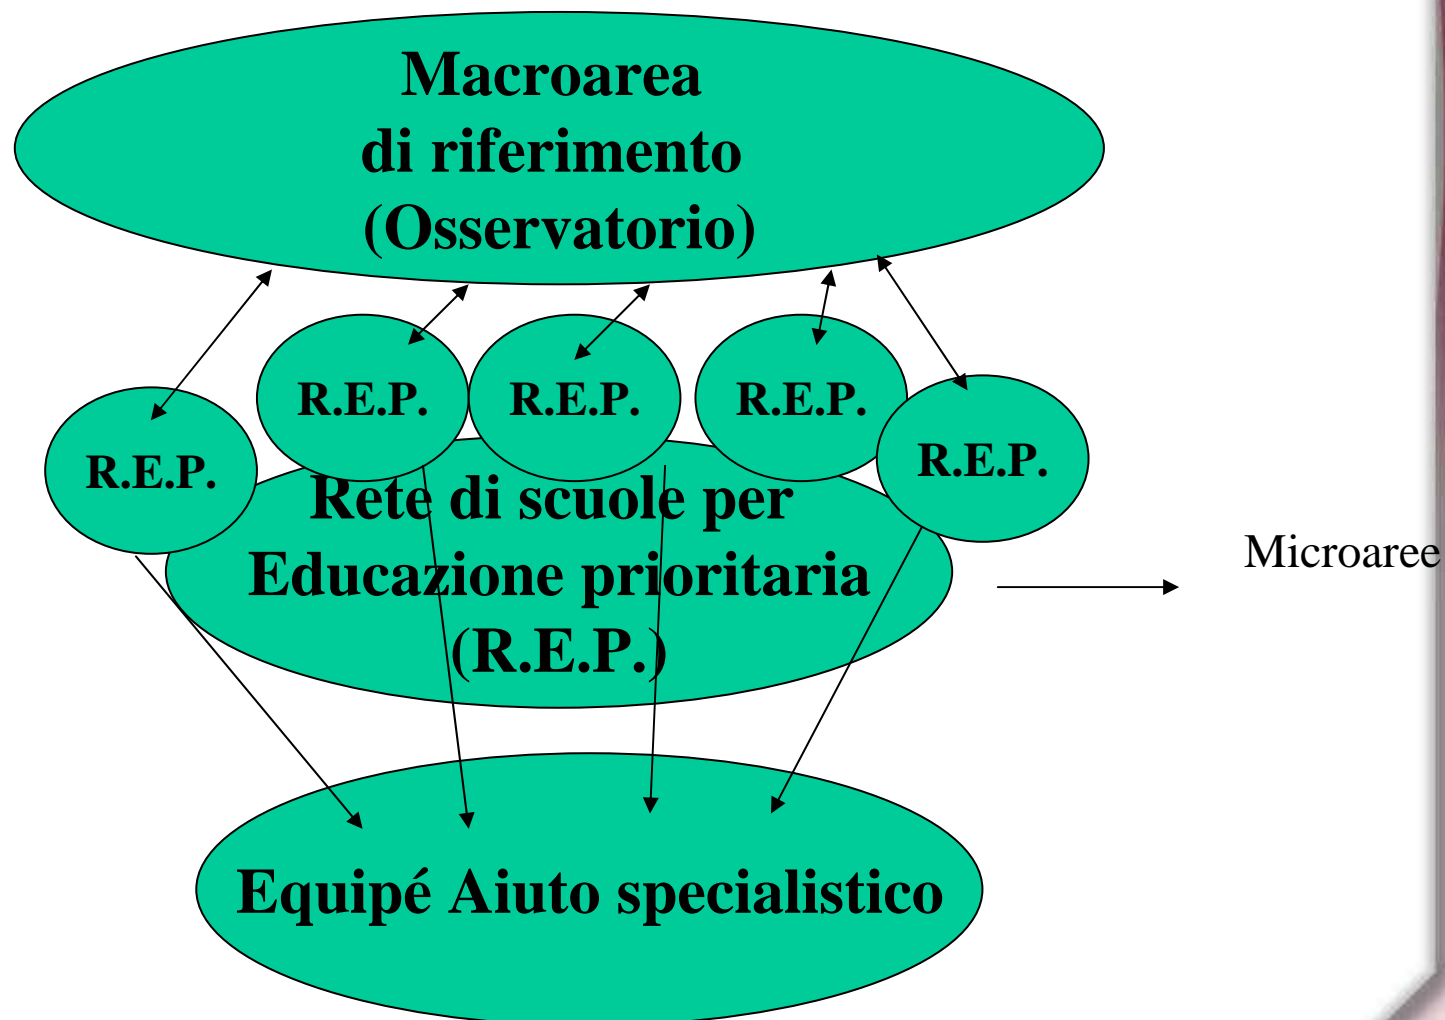 Macroarea
di riferimento
(Osservatorio)
R.E.P.
R.E.P.
R.E.P.
R.E.P.
R.E.P.
Rete di scuole per
Educazione prioritaria
(R.E.P.)
Microaree
Equipé Aiuto specialistico